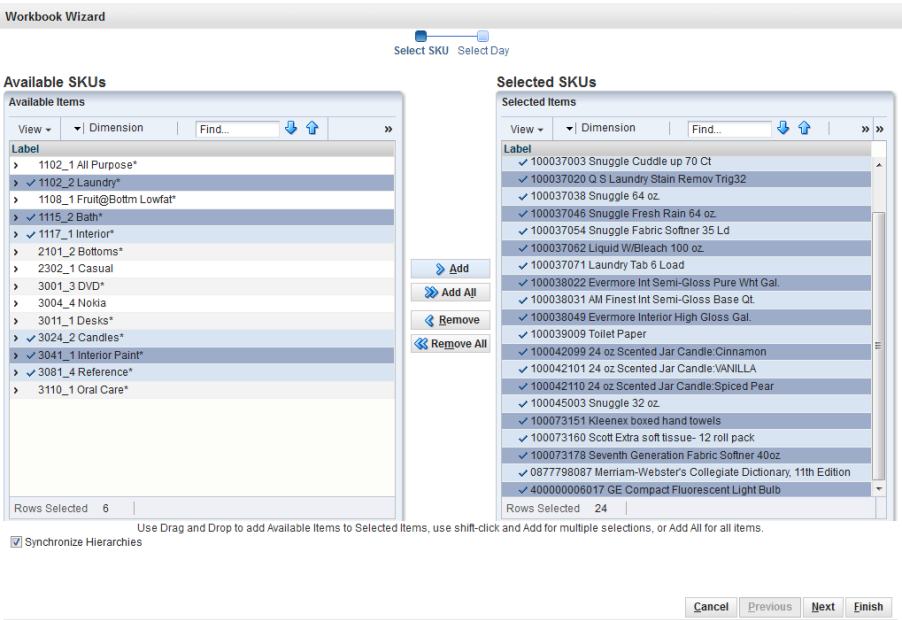 Workbook Wizard
Select SKU Select Day
Available SKUs
Available Items
View Dimension Find... »
Label
1102_1 All Purpose*
1102_2 Laundry*
1108_1 Fruit@Bottm Lowfat*
1115_2 Bath*
1117_1 Interior*
2101_2 Bottoms*
2302_1 Casual
3001_3 DVD*
3004_4 Nokia
3011_1 Desks*
3024_2 Candles*
3041_1 Interior Paint*
3081_4 Reference*
3110_1 Oral Care*
Rows Selected 6
Add
Add All
Remove
Remove All
Selected SKUs
Selected Items
View Dimension Find... » »
Label
100037003 Snuggle Cuddle up 70 Ct
100037020 Q S Laundry Stain Remov Trig32
100037038 Snuggle 64 oz.
100037046 Snuggle Fresh Rain 64 oz.
100037054 Snuggle Fabric Softner 35 Ld
100037062 Liquid W/Bleach 100 oz.
100037071 Laundry Tab 6 Load
100038022 Evermore Int Semi-Gloss Pure Wht Gal.
100038031 AM Finest Int Semi-Gloss Base Qt.
100038049 Evermore Interior High Gloss Gal.
100039009 Toilet Paper
100042099 24 oz Scented Jar Candle:Cinnamon
100042101 24 oz Scented Jar Candle:VANILLA
100042110 24 oz Scented Jar Candle:Spiced Pear
100045003 Snuggle 32 oz.
100073151 Kleenex boxed hand towels
100073160 Scott Extra soft tissue- 12 roll pack
100073178 Seventh Generation Fabric Softner 40oz
0877798087 Merriam-Webster's Collegiate Dictionary, 11th Edition
400000006017 GE Compact Fluorescent Light Bulb
Rows Selected 24
Use Drag and Drop to add Available Items to Selected Items, use shift-click and Add for multiple selections, or Add All for all items.
Synchronize Hierarchies
Cancel Previous Next Finish